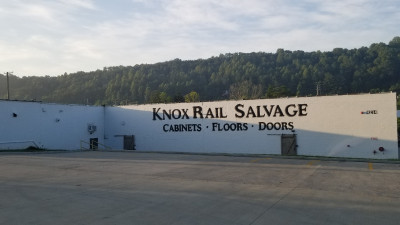 KNOX RAIL SALVAGE
CABINETS · FLOORS · DOORS